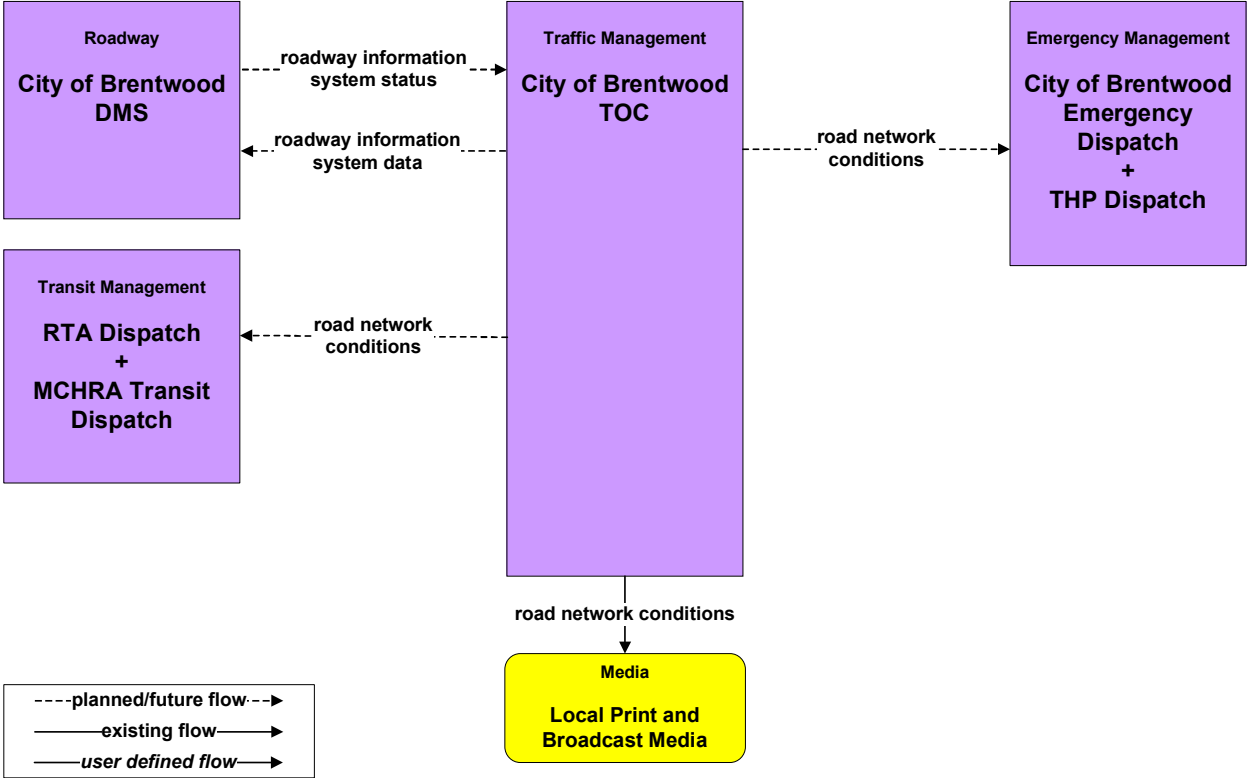 Roadway
City of Brentwood
DMS
roadway information
system status
roadway information
system data
Traffic Management
City of Brentwood
TOC
road network
conditions
Emergency Management
City of Brentwood
Emergency
Dispatch
+
THP Dispatch
Transit Management
RTA Dispatch
+
MCHRA Transit
Dispatch
road network
conditions
road network conditions
Media
Local Print and
Broadcast Media
planned/future flow
existing flow
user defined flow